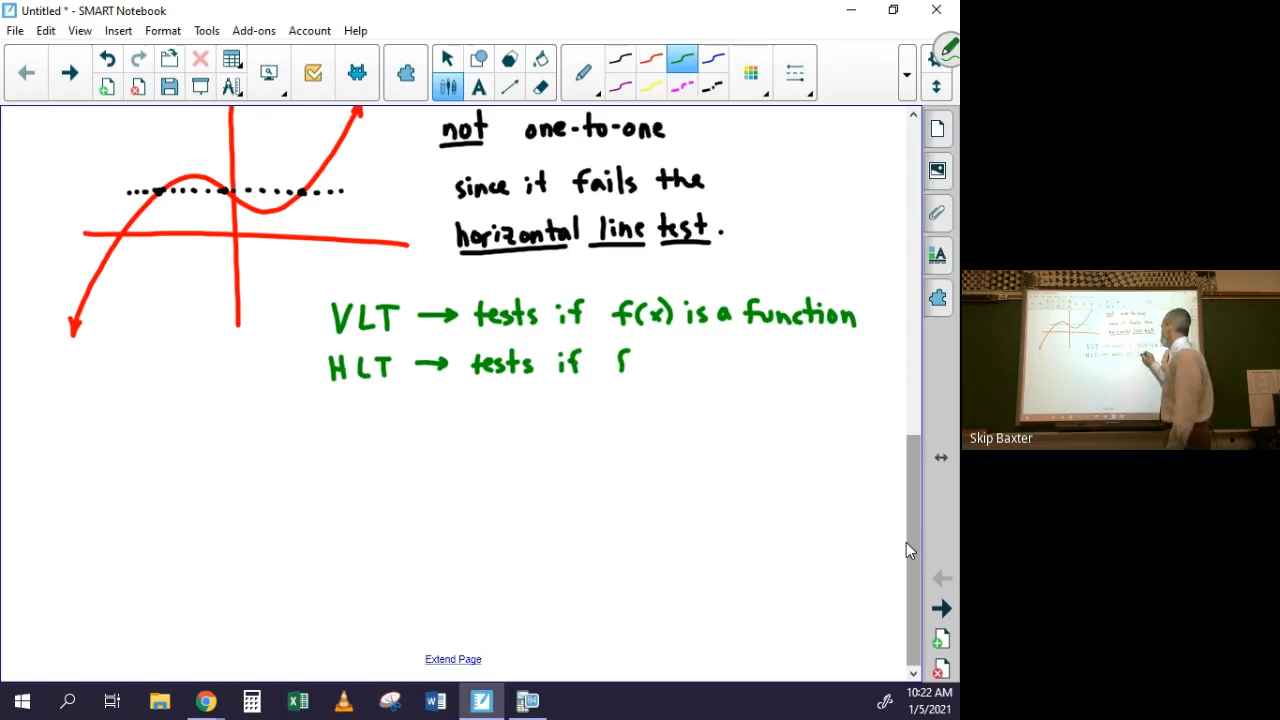 Untitled * - SMART Notebook
File Edit View Insert Format Tools Add-ons Account Help
not one-to-one
since it fails the
horizontal line test.
VLT → tests if f(x) is a function
HLT → tests if f
Extend Page
Skip Baxter
10:22 AM
1/5/2021